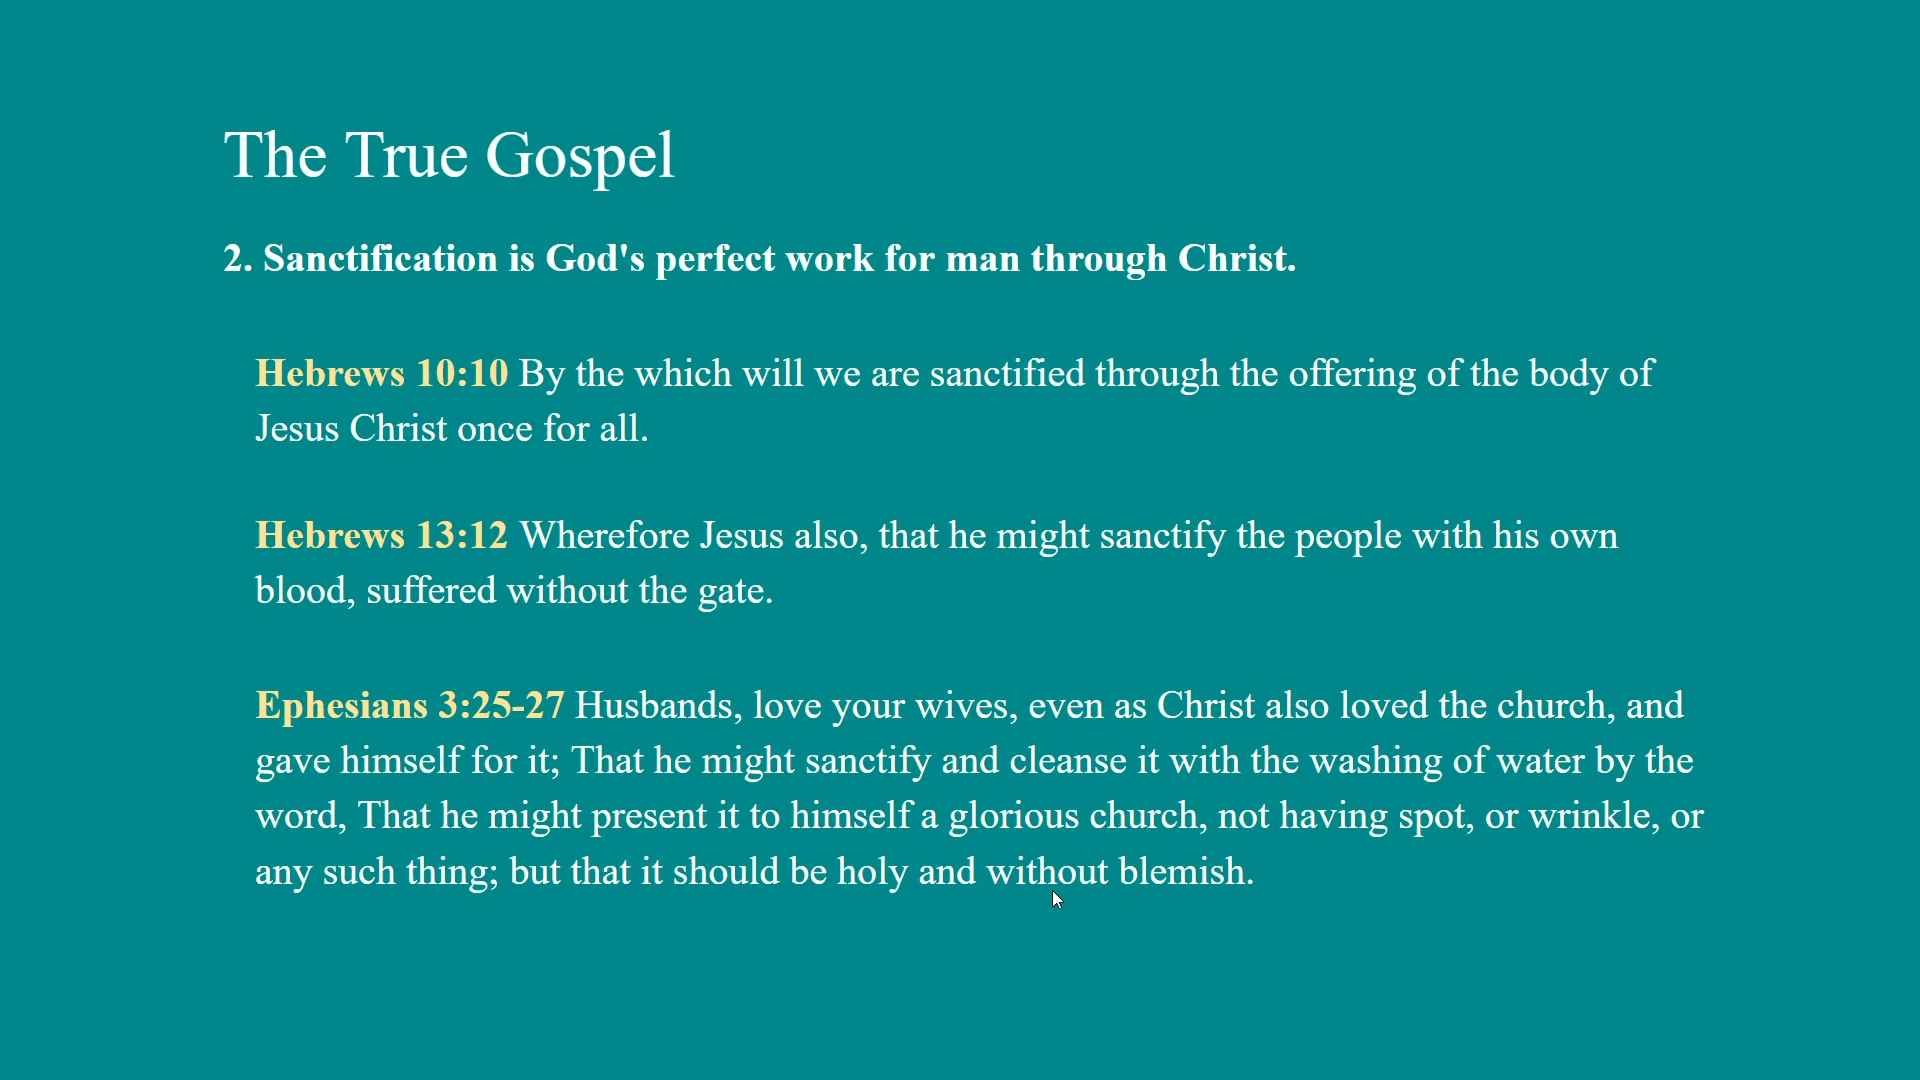 The True Gospel
2. Sanctification is God's perfect work for man through Christ.
Hebrews 10:10 By the which will we are sanctified through the offering of the body of
Jesus Christ once for all.
Hebrews 13:12 Wherefore Jesus also, that he might sanctify the people with his own
blood, suffered without the gate.
Ephesians 3:25-27 Husbands, love your wives, even as Christ also loved the church, and
gave himself for it; That he might sanctify and cleanse it with the washing of water by the
word, That he might present it to himself a glorious church, not having spot, or wrinkle, or
any such thing; but that it should be holy and without blemish.